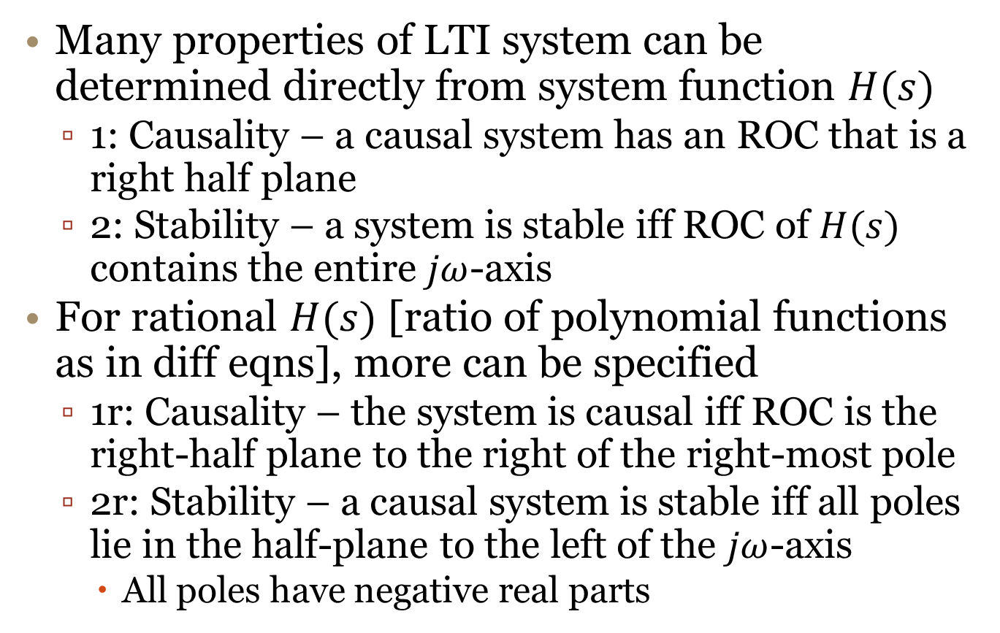 • Many properties of LTI system can be
determined directly from system function H(s)
▫ 1: Causality – a causal system has an ROC that is a
right half plane
▫ 2: Stability – a system is stable iff ROC of H(s)
contains the entire jω-axis
• For rational H(s) [ratio of polynomial functions
as in diff eqns], more can be specified
▫ 1r: Causality – the system is causal iff ROC is the
right-half plane to the right of the right-most pole
▫ 2r: Stability – a causal system is stable iff all poles
lie in the half-plane to the left of the jω-axis
• All poles have negative real parts